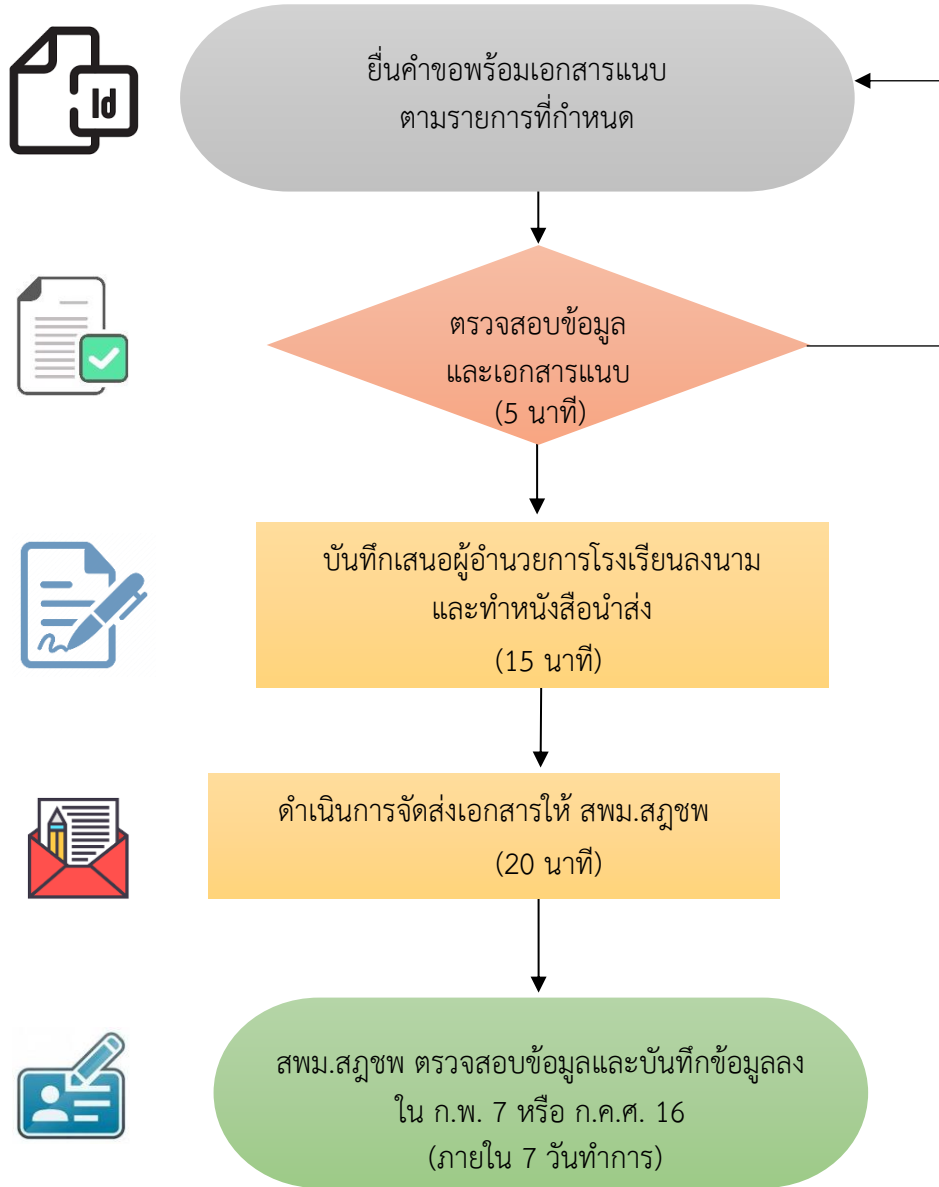 Id
ยื่นคำขอพร้อมเอกสารแนบ
ตามรายการที่กำหนด
ตรวจสอบข้อมูล
และเอกสารแนบ
(5 นาที)
บันทึกเสนอผู้อำนวยการโรงเรียนลงนาม
และทำหนังสือนำส่ง
(15 นาที)
ดำเนินการจัดส่งเอกสารให้ สพม.สฎชพ
(20 นาที)
สพม.สฎชพ ตรวจสอบข้อมูลและบันทึกข้อมูลลง
ใน ก.พ. 7 หรือ ก.ค.ศ. 16
(ภายใน 7 วันทำการ)